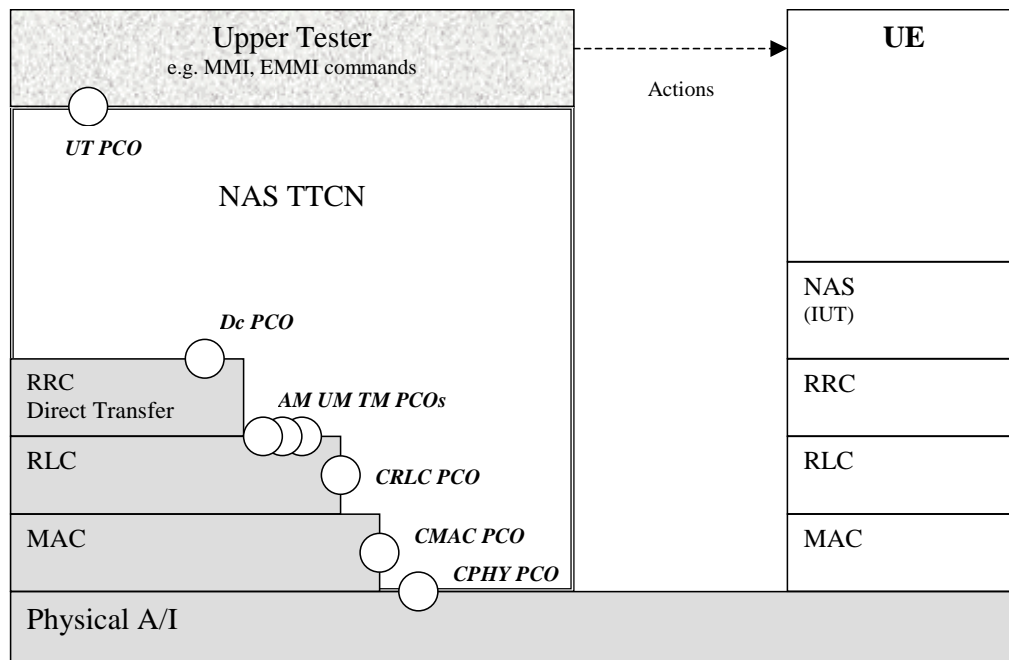 Upper Tester
e.g. MMI, EMMI commands
UE
Actions
UT PCO
NAS TTCN
NAS
(IUT)
Dc PCO
RRC
Direct Transfer
AM UM TM PCOs
RRC
RLC
CRLC PCO
RLC
MAC
CMAC PCO
MAC
CPHY PCO
Physical A/I